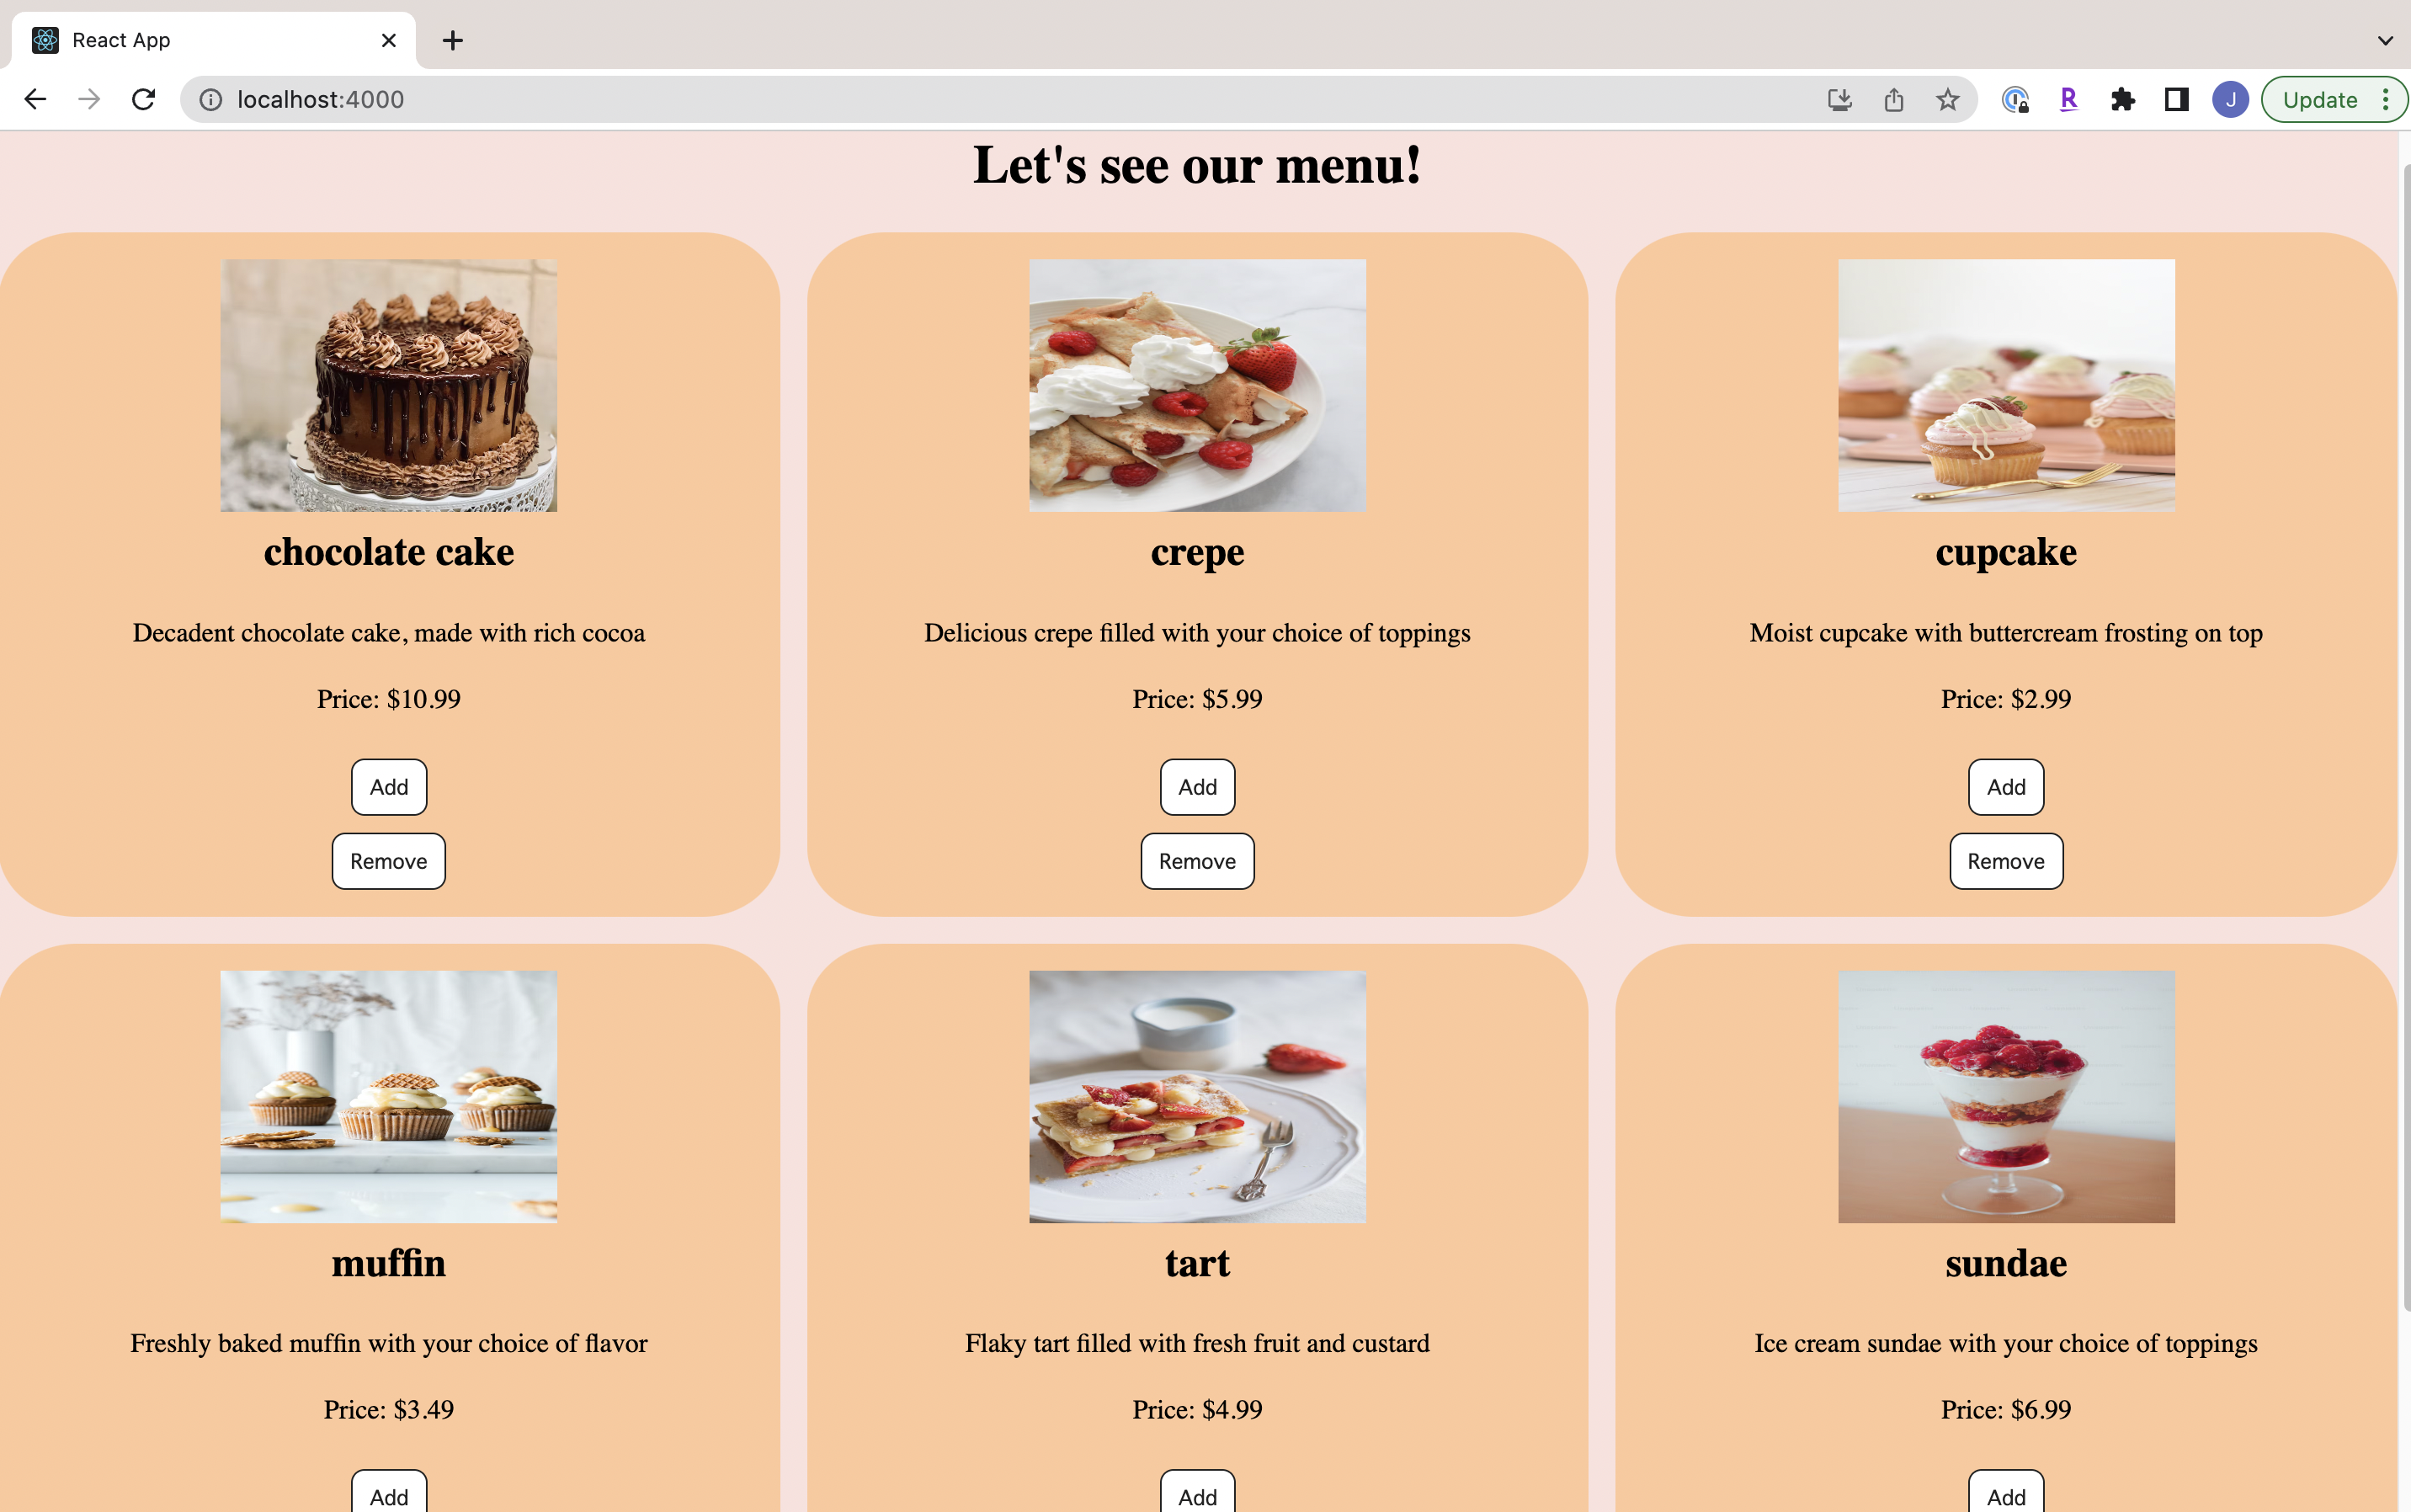 React App
localhost:4000
R
J
Update
Let's see our menu!
chocolate cake
Decadent chocolate cake, made with rich cocoa
Price: $10.99
Add
Remove
crepe
Delicious crepe filled with your choice of toppings
Price: $5.99
Add
Remove
cupcake
Moist cupcake with buttercream frosting on top
Price: $2.99
Add
Remove
muffin
Freshly baked muffin with your choice of flavor
Price: $3.49
Add
tart
Flaky tart filled with fresh fruit and custard
Price: $4.99
Add
sundae
Ice cream sundae with your choice of toppings
Price: $6.99
Add